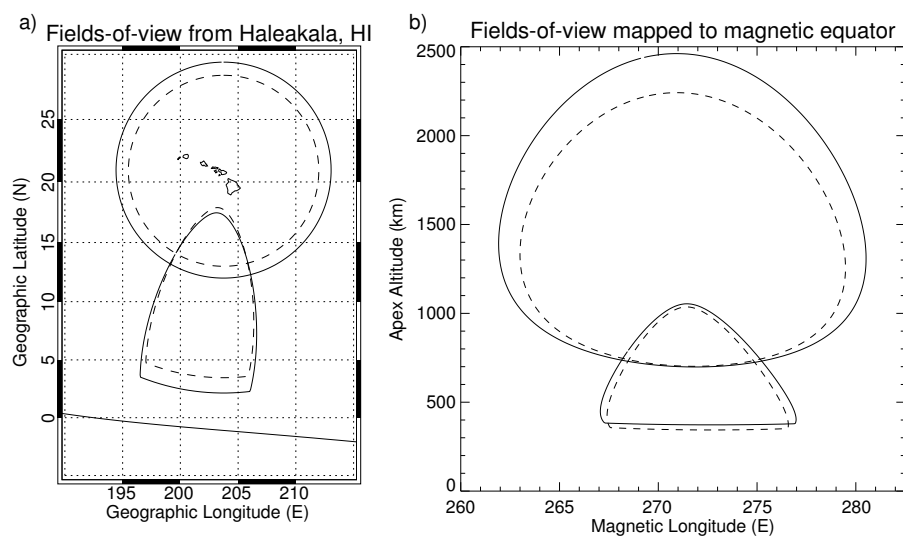 a)
Fields-of-view from Haleakala, HI
Geographic Latitude (N)
25
20
15
10
5
0
195 200 205 210
Geographic Longitude (E)
b)
Fields-of-view mapped to magnetic equator
Apex Altitude (km)
2500
2000
1500
1000
500
0
260 265 270 275 280
Magnetic Longitude (E)